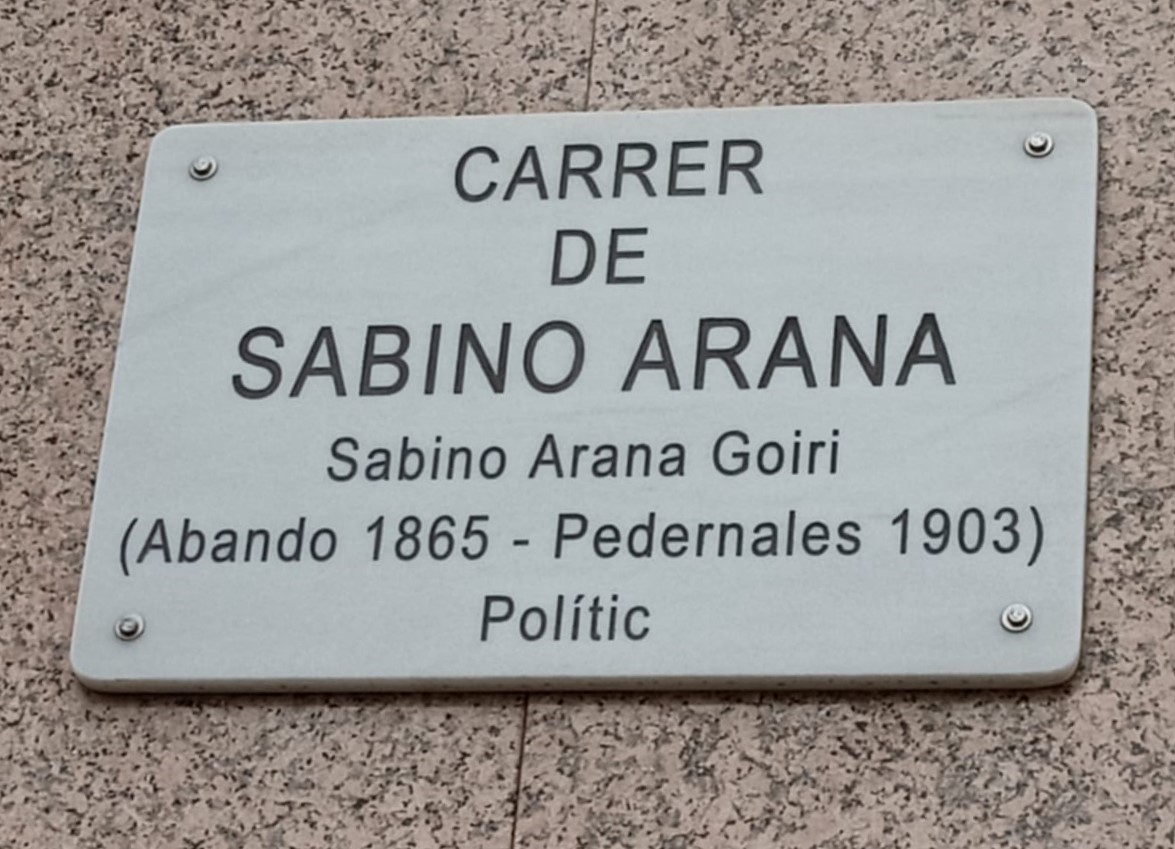 CARRER
DE
SABINO ARANA
Sabino Arana Goiri
(Abando 1865 - Pedernales 1903)
Polític